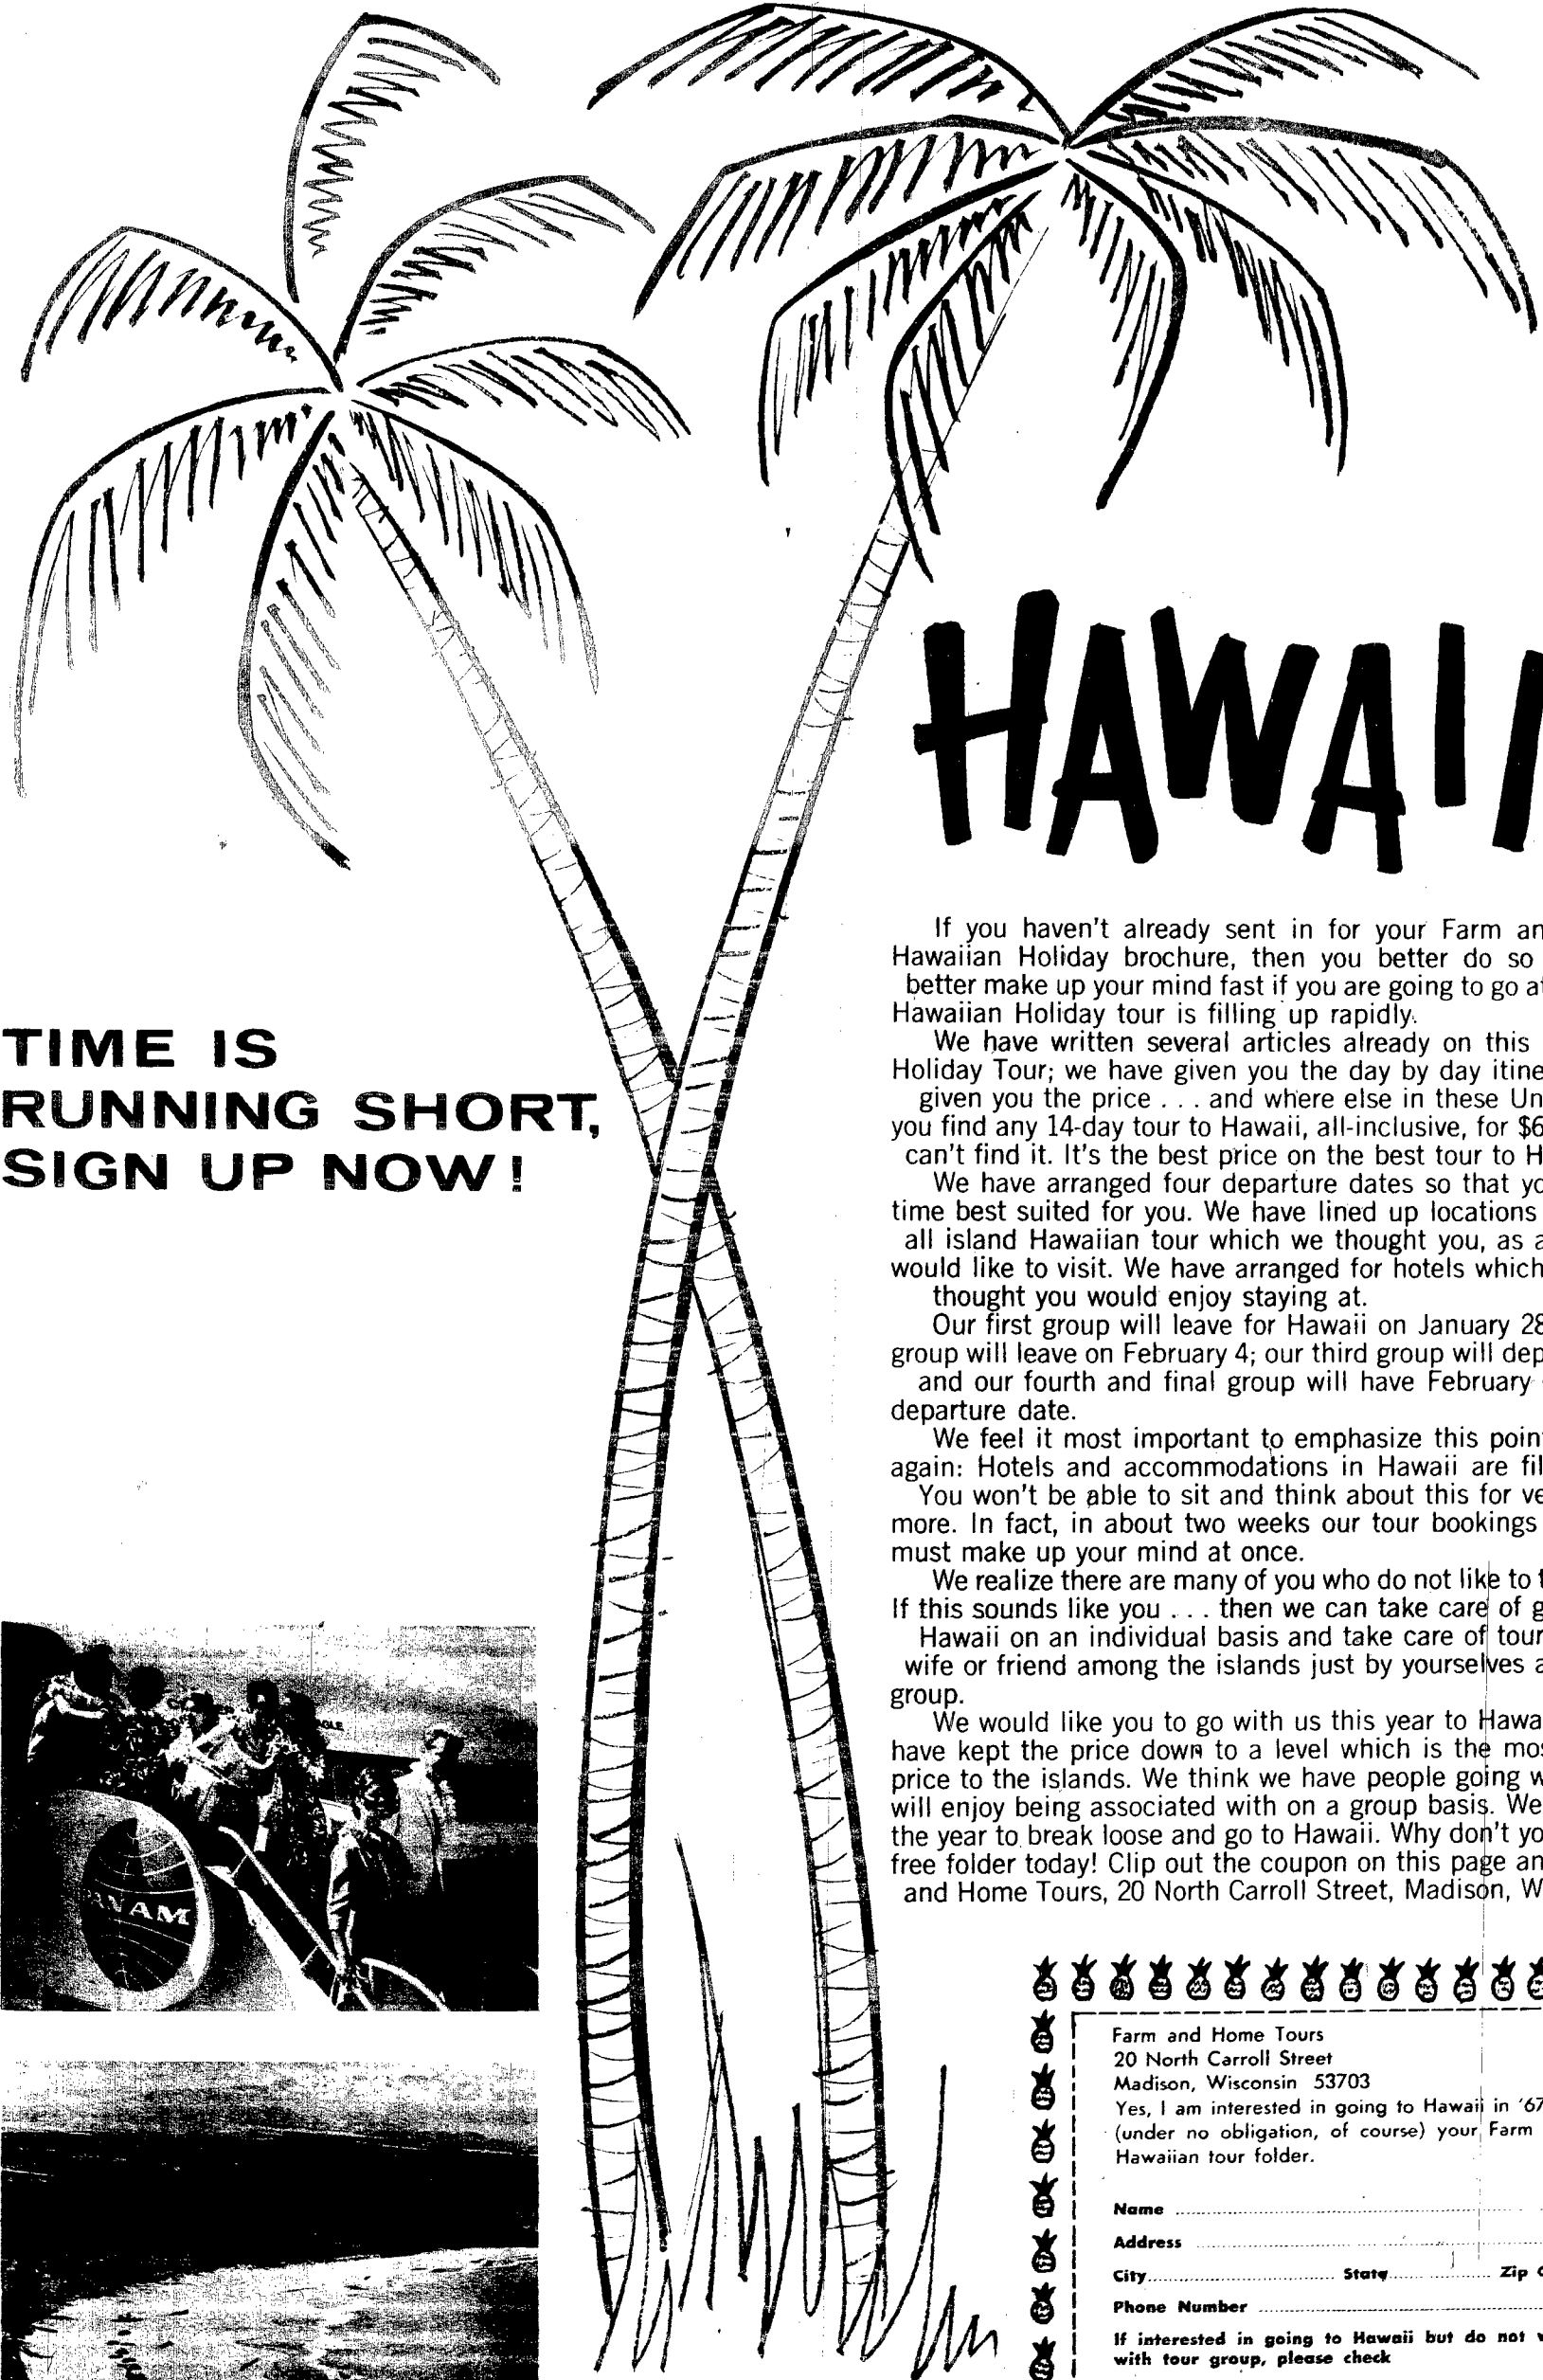 HAWAII
TIME IS
RUNNING SHORT,
SIGN UP NOW!
If you haven't already sent in for your Farm an
Hawaiian Holiday brochure, then you better do so
better make up your mind fast if you are going to go at
Hawaiian Holiday tour is filling up rapidly.
We have written several articles already on this
Holiday Tour; we have given you the day by day itine
given you the price . . . and where else in these Un
you find any 14-day tour to Hawaii, all-inclusive, for $6
can't find it. It's the best price on the best tour to H
We have arranged four departure dates so that yo
time best suited for you. We have lined up locations
all island Hawaiian tour which we thought you, as a
would like to visit. We have arranged for hotels which
thought you would enjoy staying at.
Our first group will leave for Hawaii on January 28
group will leave on February 4; our third group will dep
and our fourth and final group will have February
departure date.
We feel it most important to emphasize this poin
again: Hotels and accommodations in Hawaii are fil
You won't be able to sit and think about this for ve
more. In fact, in about two weeks our tour bookings
must make up your mind at once.
We realize there are many of you who do not like to t
If this sounds like you . . . then we can take care of g
Hawaii on an individual basis and take care of tour
wife or friend among the islands just by yourselves a
group.
We would like you to go with us this year to Hawa
have kept the price down to a level which is the mos
price to the islands. We think we have people going w
will enjoy being associated with on a group basis. We
the year to break loose and go to Hawaii. Why don't yo
free folder today! Clip out the coupon on this page an
and Home Tours, 20 North Carroll Street, Madison, W
PAN AM
Farm and Home Tours
20 North Carroll Street
Madison, Wisconsin 53703
Yes, I am interested in going to Hawaii in '67
(under no obligation, of course) your Farm
Hawaiian tour folder.
Name
Address
City State Zip C
Phone Number
If interested in going to Hawaii but do not w
with tour group, please check